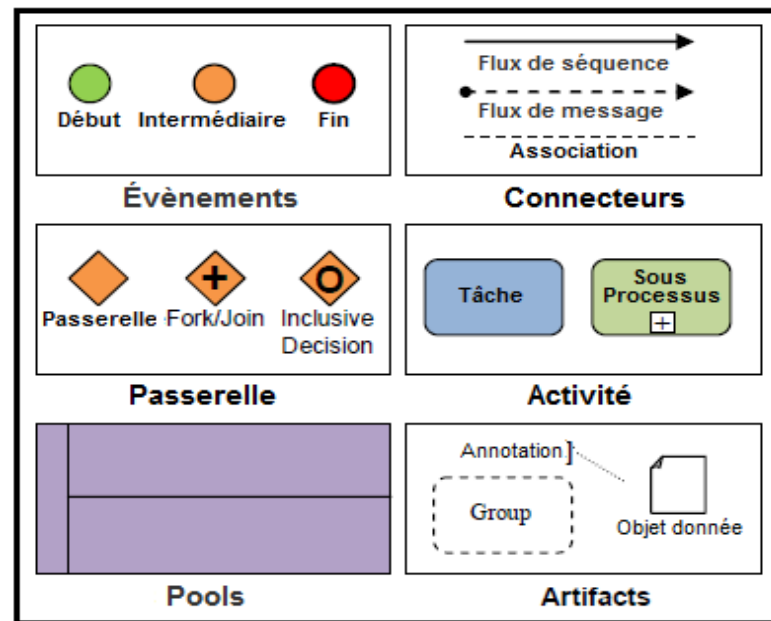 Début Intermédiaire Fin
Évènements
Flux de séquence
Flux de message
Association
Connecteurs
Passerelle Fork/Join Inclusive
Decision
Passerelle
Tâche
Sous
Processus
Activité
Pools
Annotation
Group
Objet donnée
Artifacts